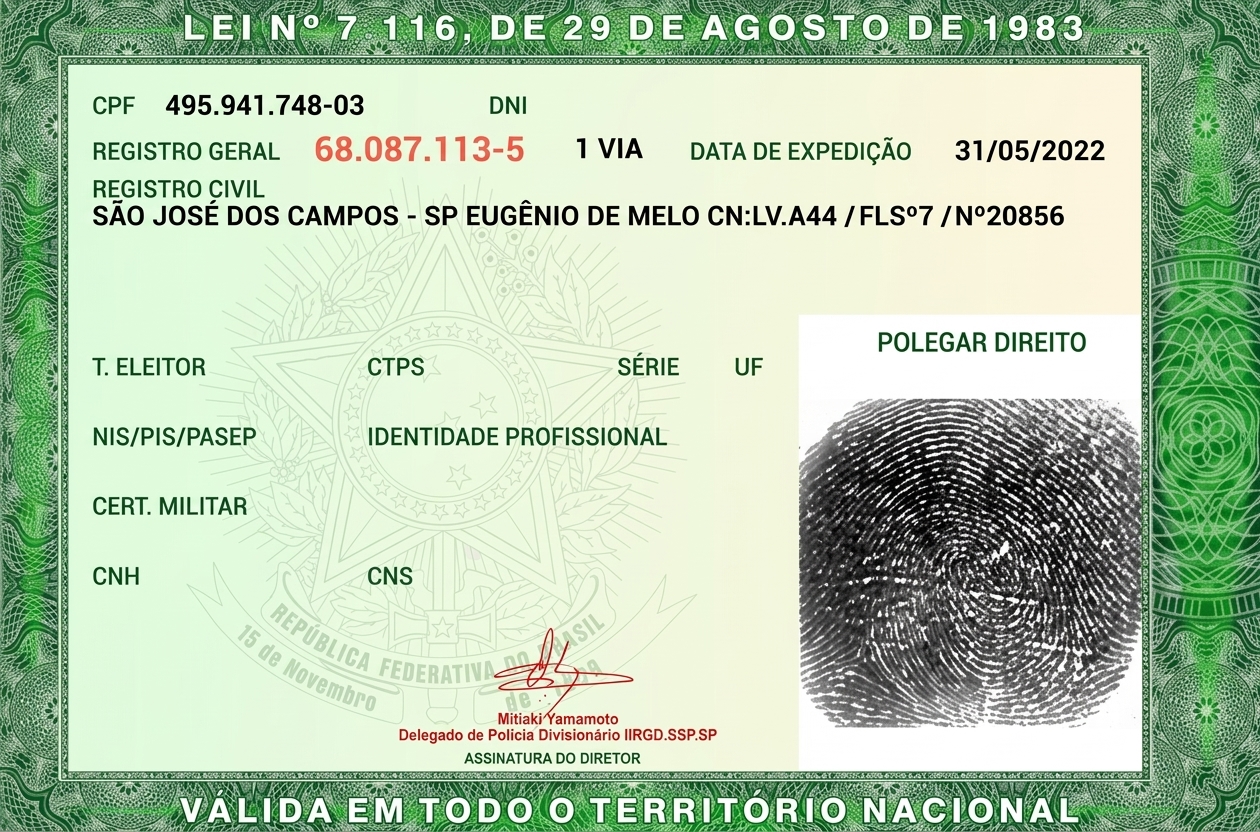 LEI Nº 7 116, DE 29 DE AGOSTO DE 1983
CPF 495.941.748-03 DNI
REGISTRO GERAL 68.087.113-5 1 VIA DATA DE EXPEDIÇÃO 31/05/2022
REGISTRO CIVIL
SÃO JOSÉ DOS CAMPOS - SP EUGÊNIO DE MELO CN:LV.A44 /FLSº7 /Nº20856
POLEGAR DIREITO
T. ELEITOR CTPS SÉRIE UF
NIS/PIS/PASEP IDENTIDADE PROFISSIONAL
CERT. MILITAR
CNH CNS
REPÚBLICA FEDERATIVA DO BRASIL
15 de Novembro de
Mitiaki Yamamoto
Delegado de Policia Divisionário IIRGD.SSP.SP
ASSINATURA DO DIRETOR
VÁLIDA EM TODO O TERRITÓRIO NACIONAL